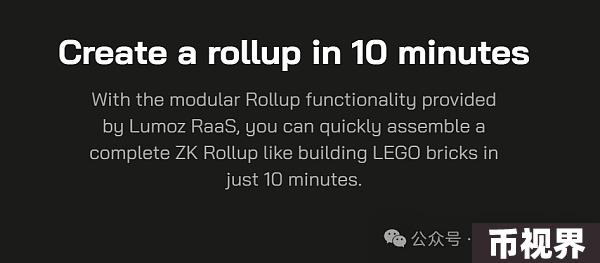 Create a rollup in 10 minutes
With the modular Rollup functionality provided
by Lumoz RaaS, you can quickly assemble a
complete ZK Rollup like building LEGO bricks in
just 10 minutes.
公众号 · 币视界